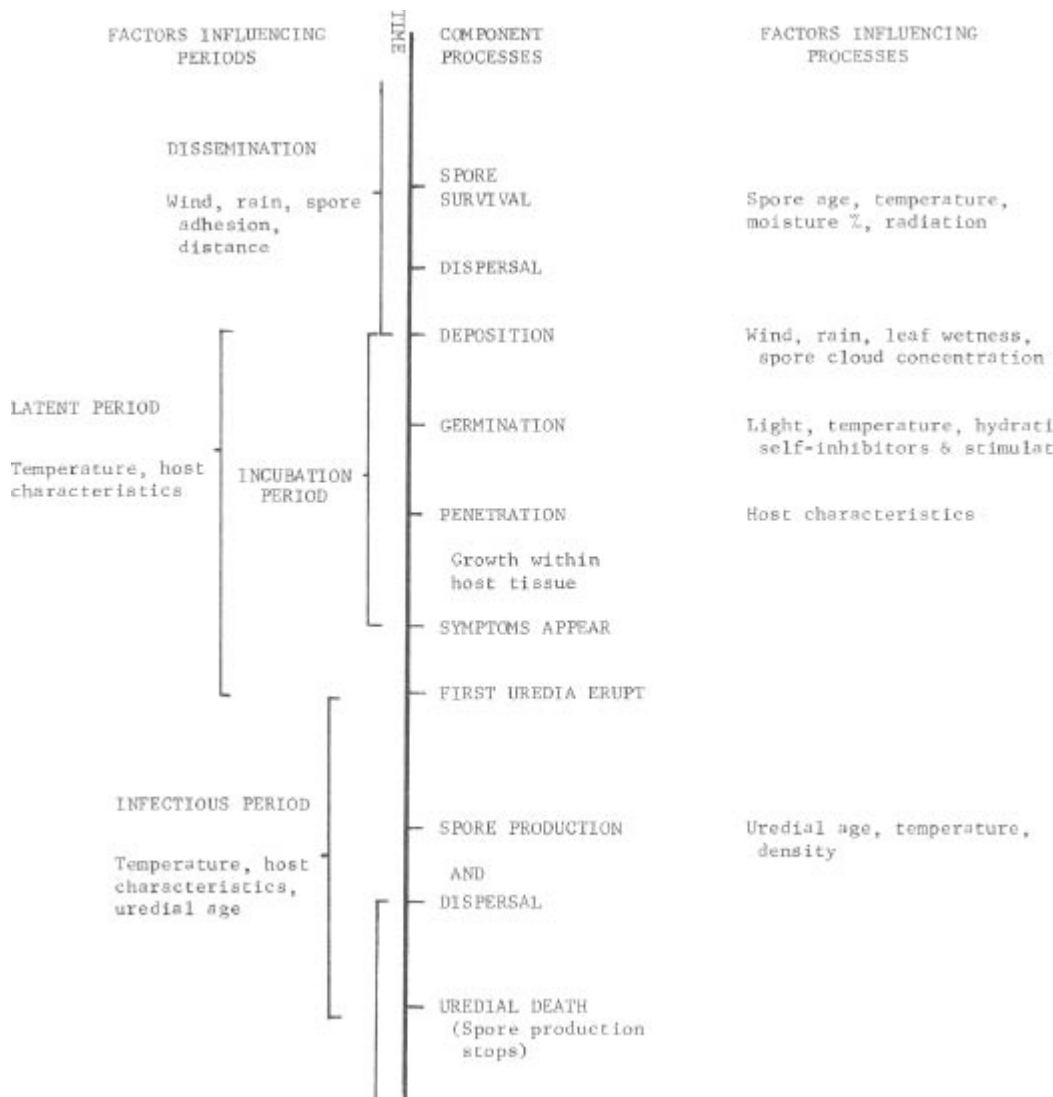 FACTORS INFLUENCING
PERIODS
TIME
COMPONENT
PROCESSES
FACTORS INFLUENCING
PROCESSES
DISSEMINATION
Wind, rain, spore
adhesion,
distance
SPORE
SURVIVAL
Spore age, temperature,
moisture %, radiation
DISPERSAL
DEPOSITION
Wind, rain, leaf wetness,
spore cloud concentration
LATENT PERIOD
Temperature, host
characteristics
INCUBATION
PERIOD
GERMINATION
Light, temperature, hydrati
self-inhibitors & stimulat
PENETRATION
Host characteristics
Growth within
host tissue
SYMPTOMS APPEAR
FIRST UREDIA ERUPT
INFECTIOUS PERIOD
Temperature, host
characteristics,
uredial age
SPORE PRODUCTION
Uredial age, temperature,
density
AND
DISPERSAL
UREDIAL DEATH
(Spore production
stops)